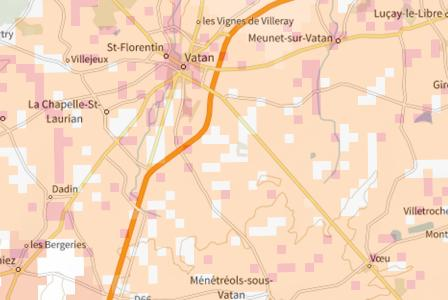 les Vignes de Villeray
Luçay-le-Libre
Meunet-sur-Vatan
St-Florentin
Vatan
Villejeux
La Chapelle-St-
Laurian
Dadin
les Bergeries
Vœu
Ménétréols-sous-
Vatan
D66